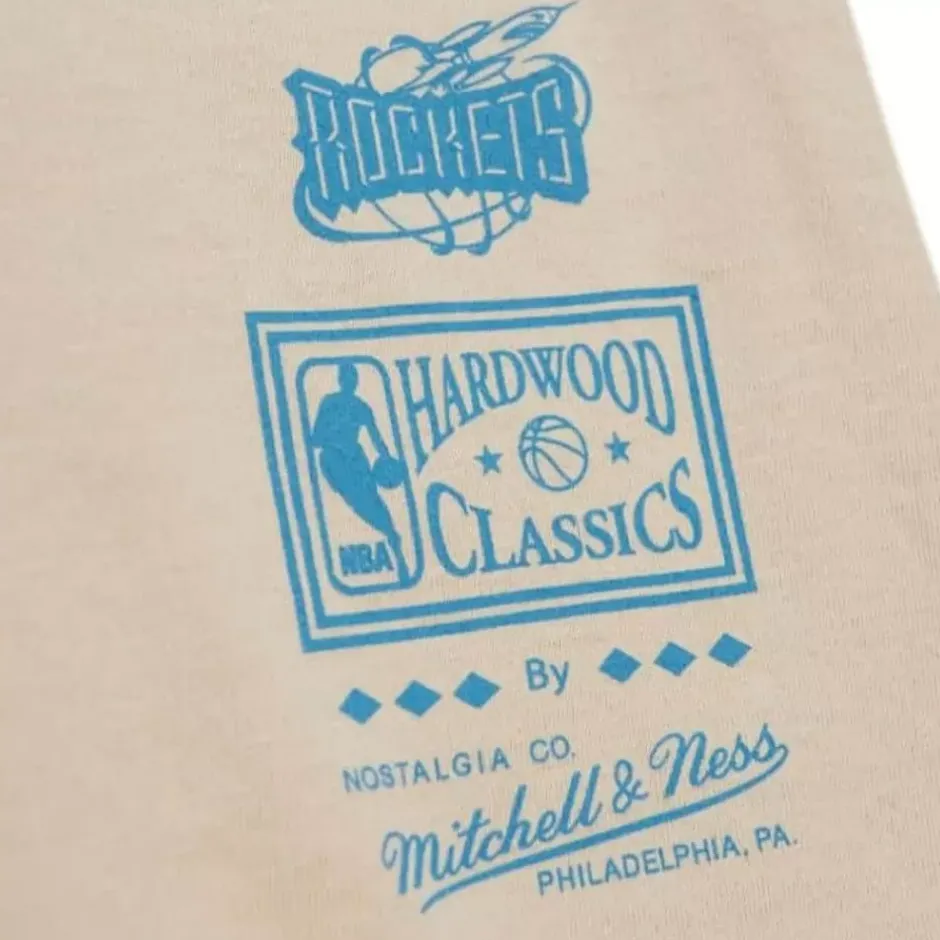 ROCKETS
HARDWOOD
CLASSICS
NBA
By
NOSTALGIA CO.
Mitchell & Ness
PHILADELPHIA, PA.